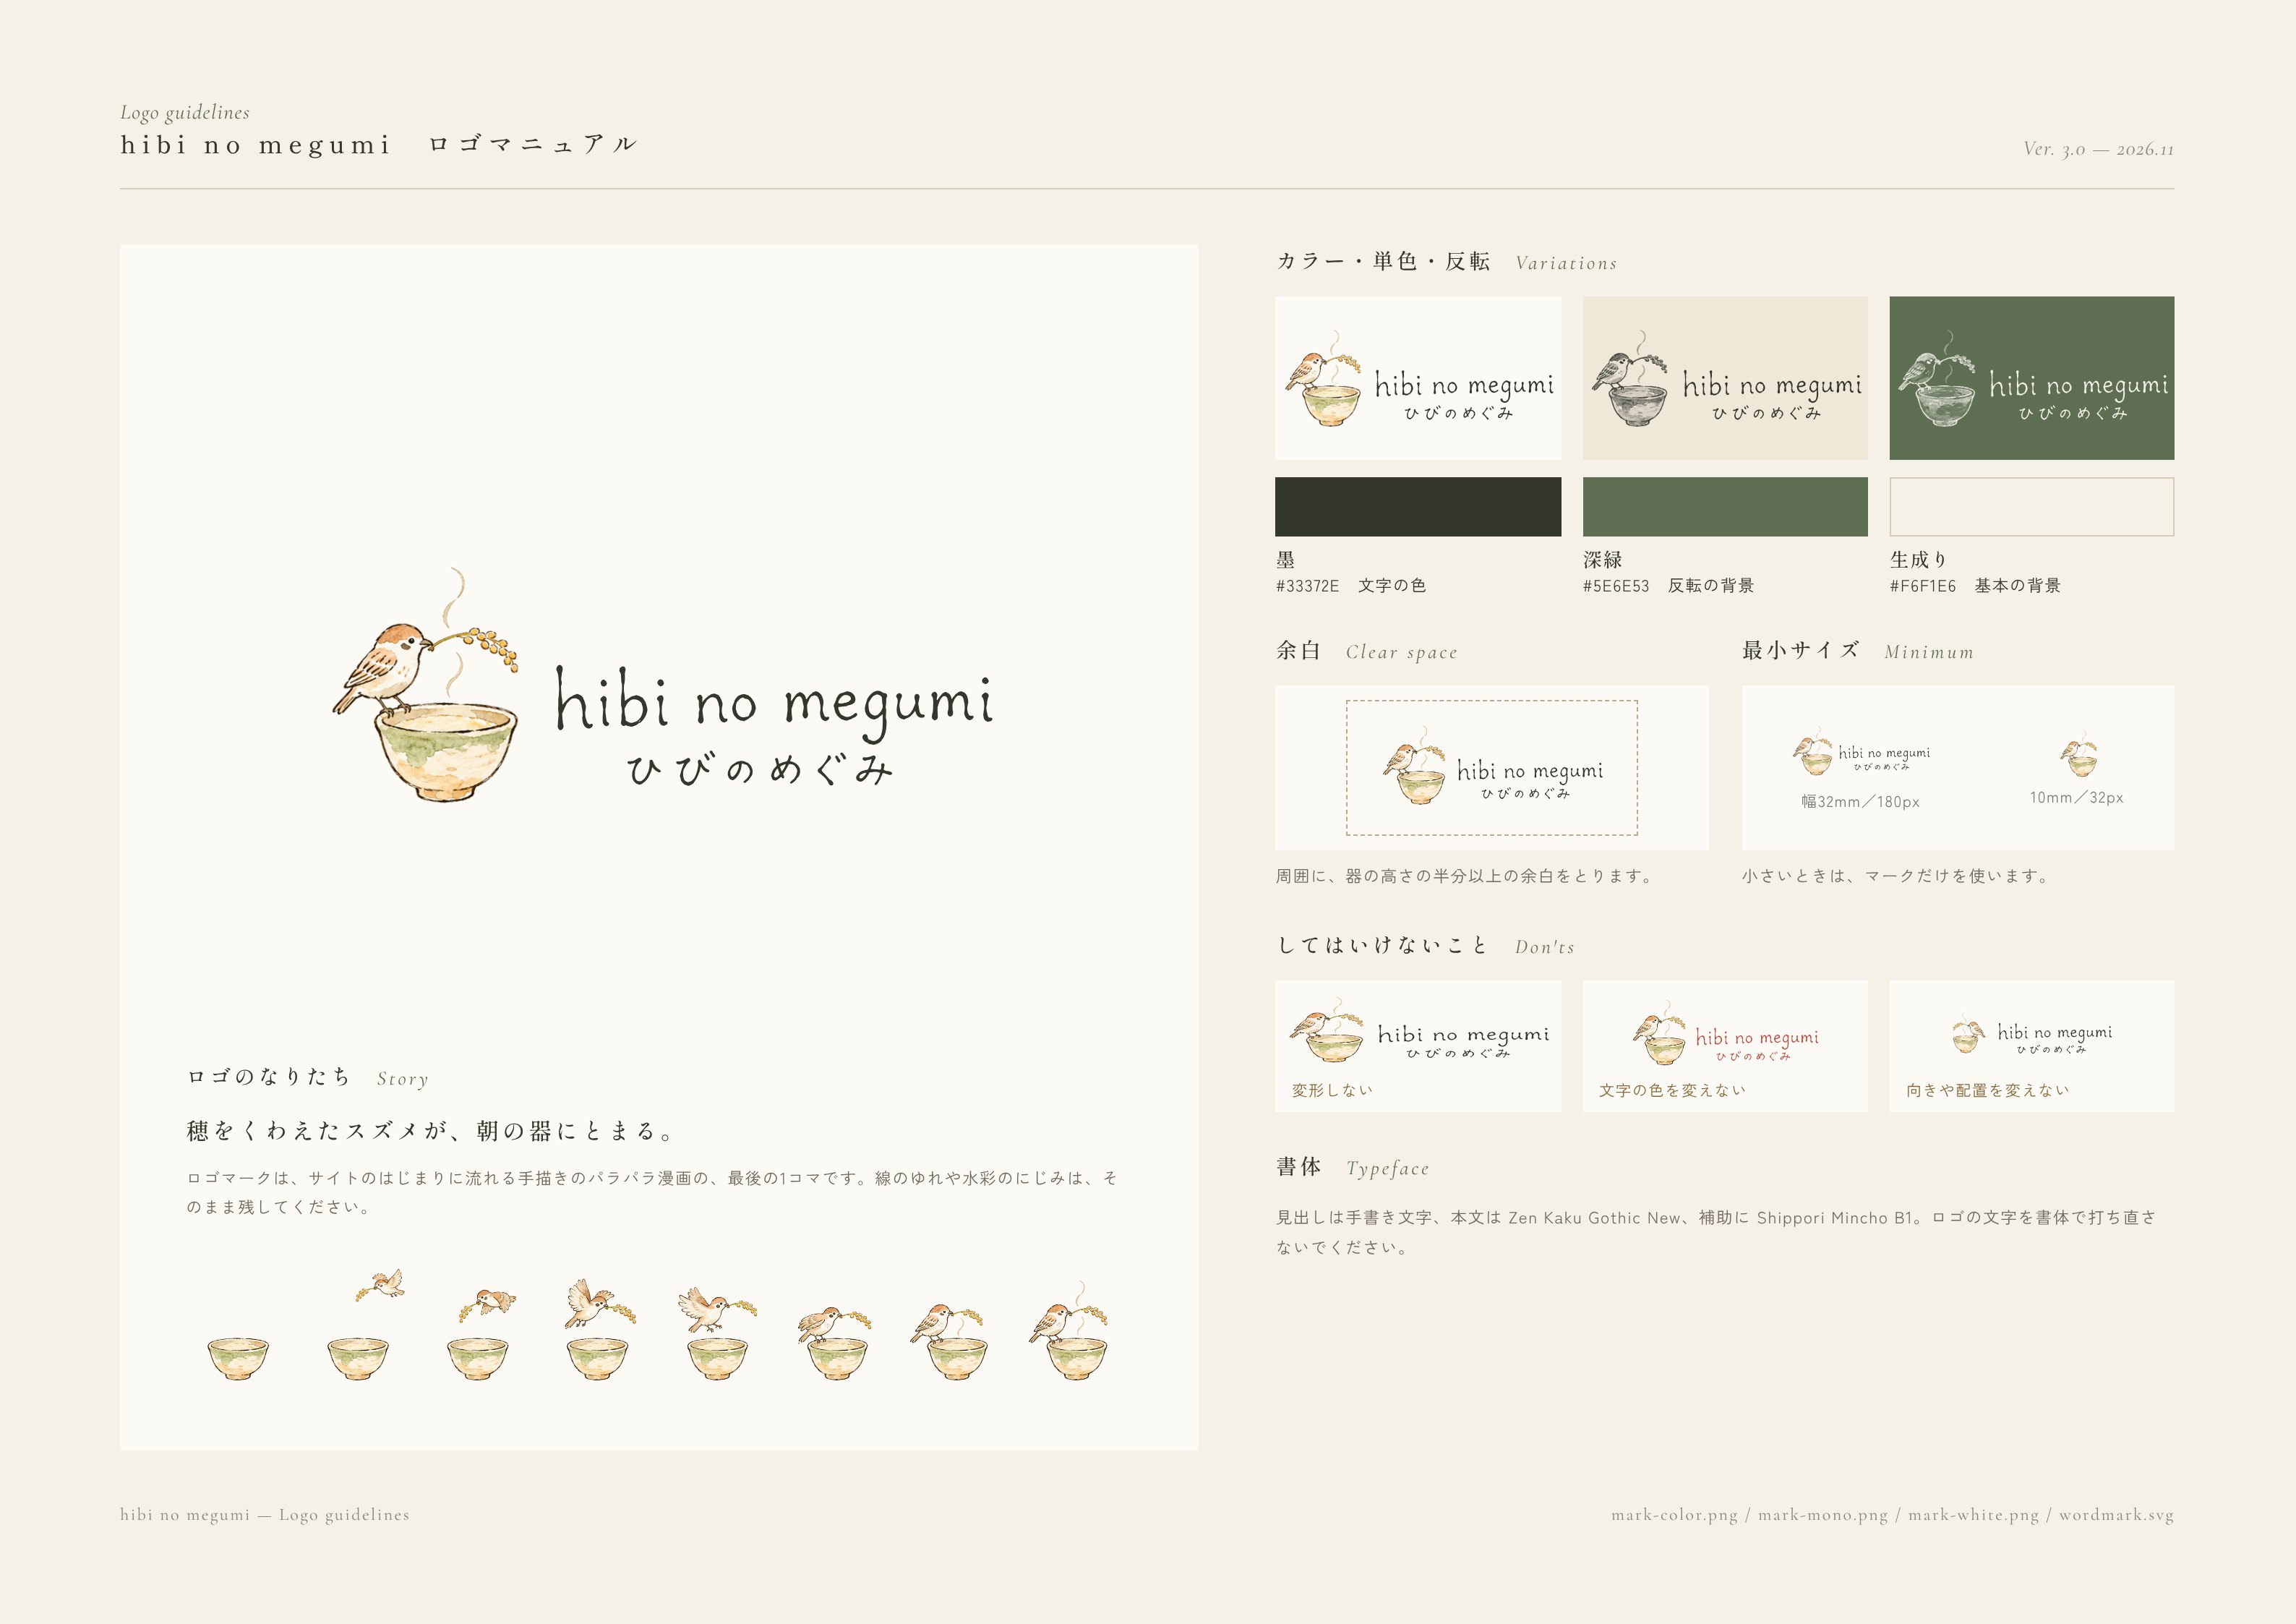 Logo guidelines
hibi no megumi ロゴマニュアル
Ver. 3.0 — 2026.11
hibi no megumi
ひびのめぐみ
ロゴのなりたち Story
穂をくわえたスズメが、朝の器にとまる。
ロゴマークは、サイトのはじまりに流れる手描きのパラパラ漫画の、最後の1コマです。線のゆれや水彩のにじみは、そ
のまま残してください。
カラー・単色・反転 Variations
hibi no megumi
ひびのめぐみ
hibi no megumi
ひびのめぐみ
hibi no megumi
ひびのめぐみ
墨
#33372E 文字の色
深緑
#5E6E53 反転の背景
生成り
#F6F1E6 基本の背景
余白 Clear space
hibi no megumi
ひびのめぐみ
周囲に、器の高さの半分以上の余白をとります。
最小サイズ Minimum
hibi no megumi
ひびのめぐみ
幅32mm／180px
10mm／32px
小さいときは、マークだけを使います。
してはいけないこと Don'ts
hibi no megumi
ひびのめぐみ
変形しない
hibi no megumi
ひびのめぐみ
文字の色を変えない
hibi no megumi
ひびのめぐみ
向きや配置を変えない
書体 Typeface
見出しは手書き文字、本文は Zen Kaku Gothic New、補助に Shippori Mincho B1。ロゴの文字を書体で打ち直さ
ないでください。
hibi no megumi — Logo guidelines
mark-color.png / mark-mono.png / mark-white.png / wordmark.svg